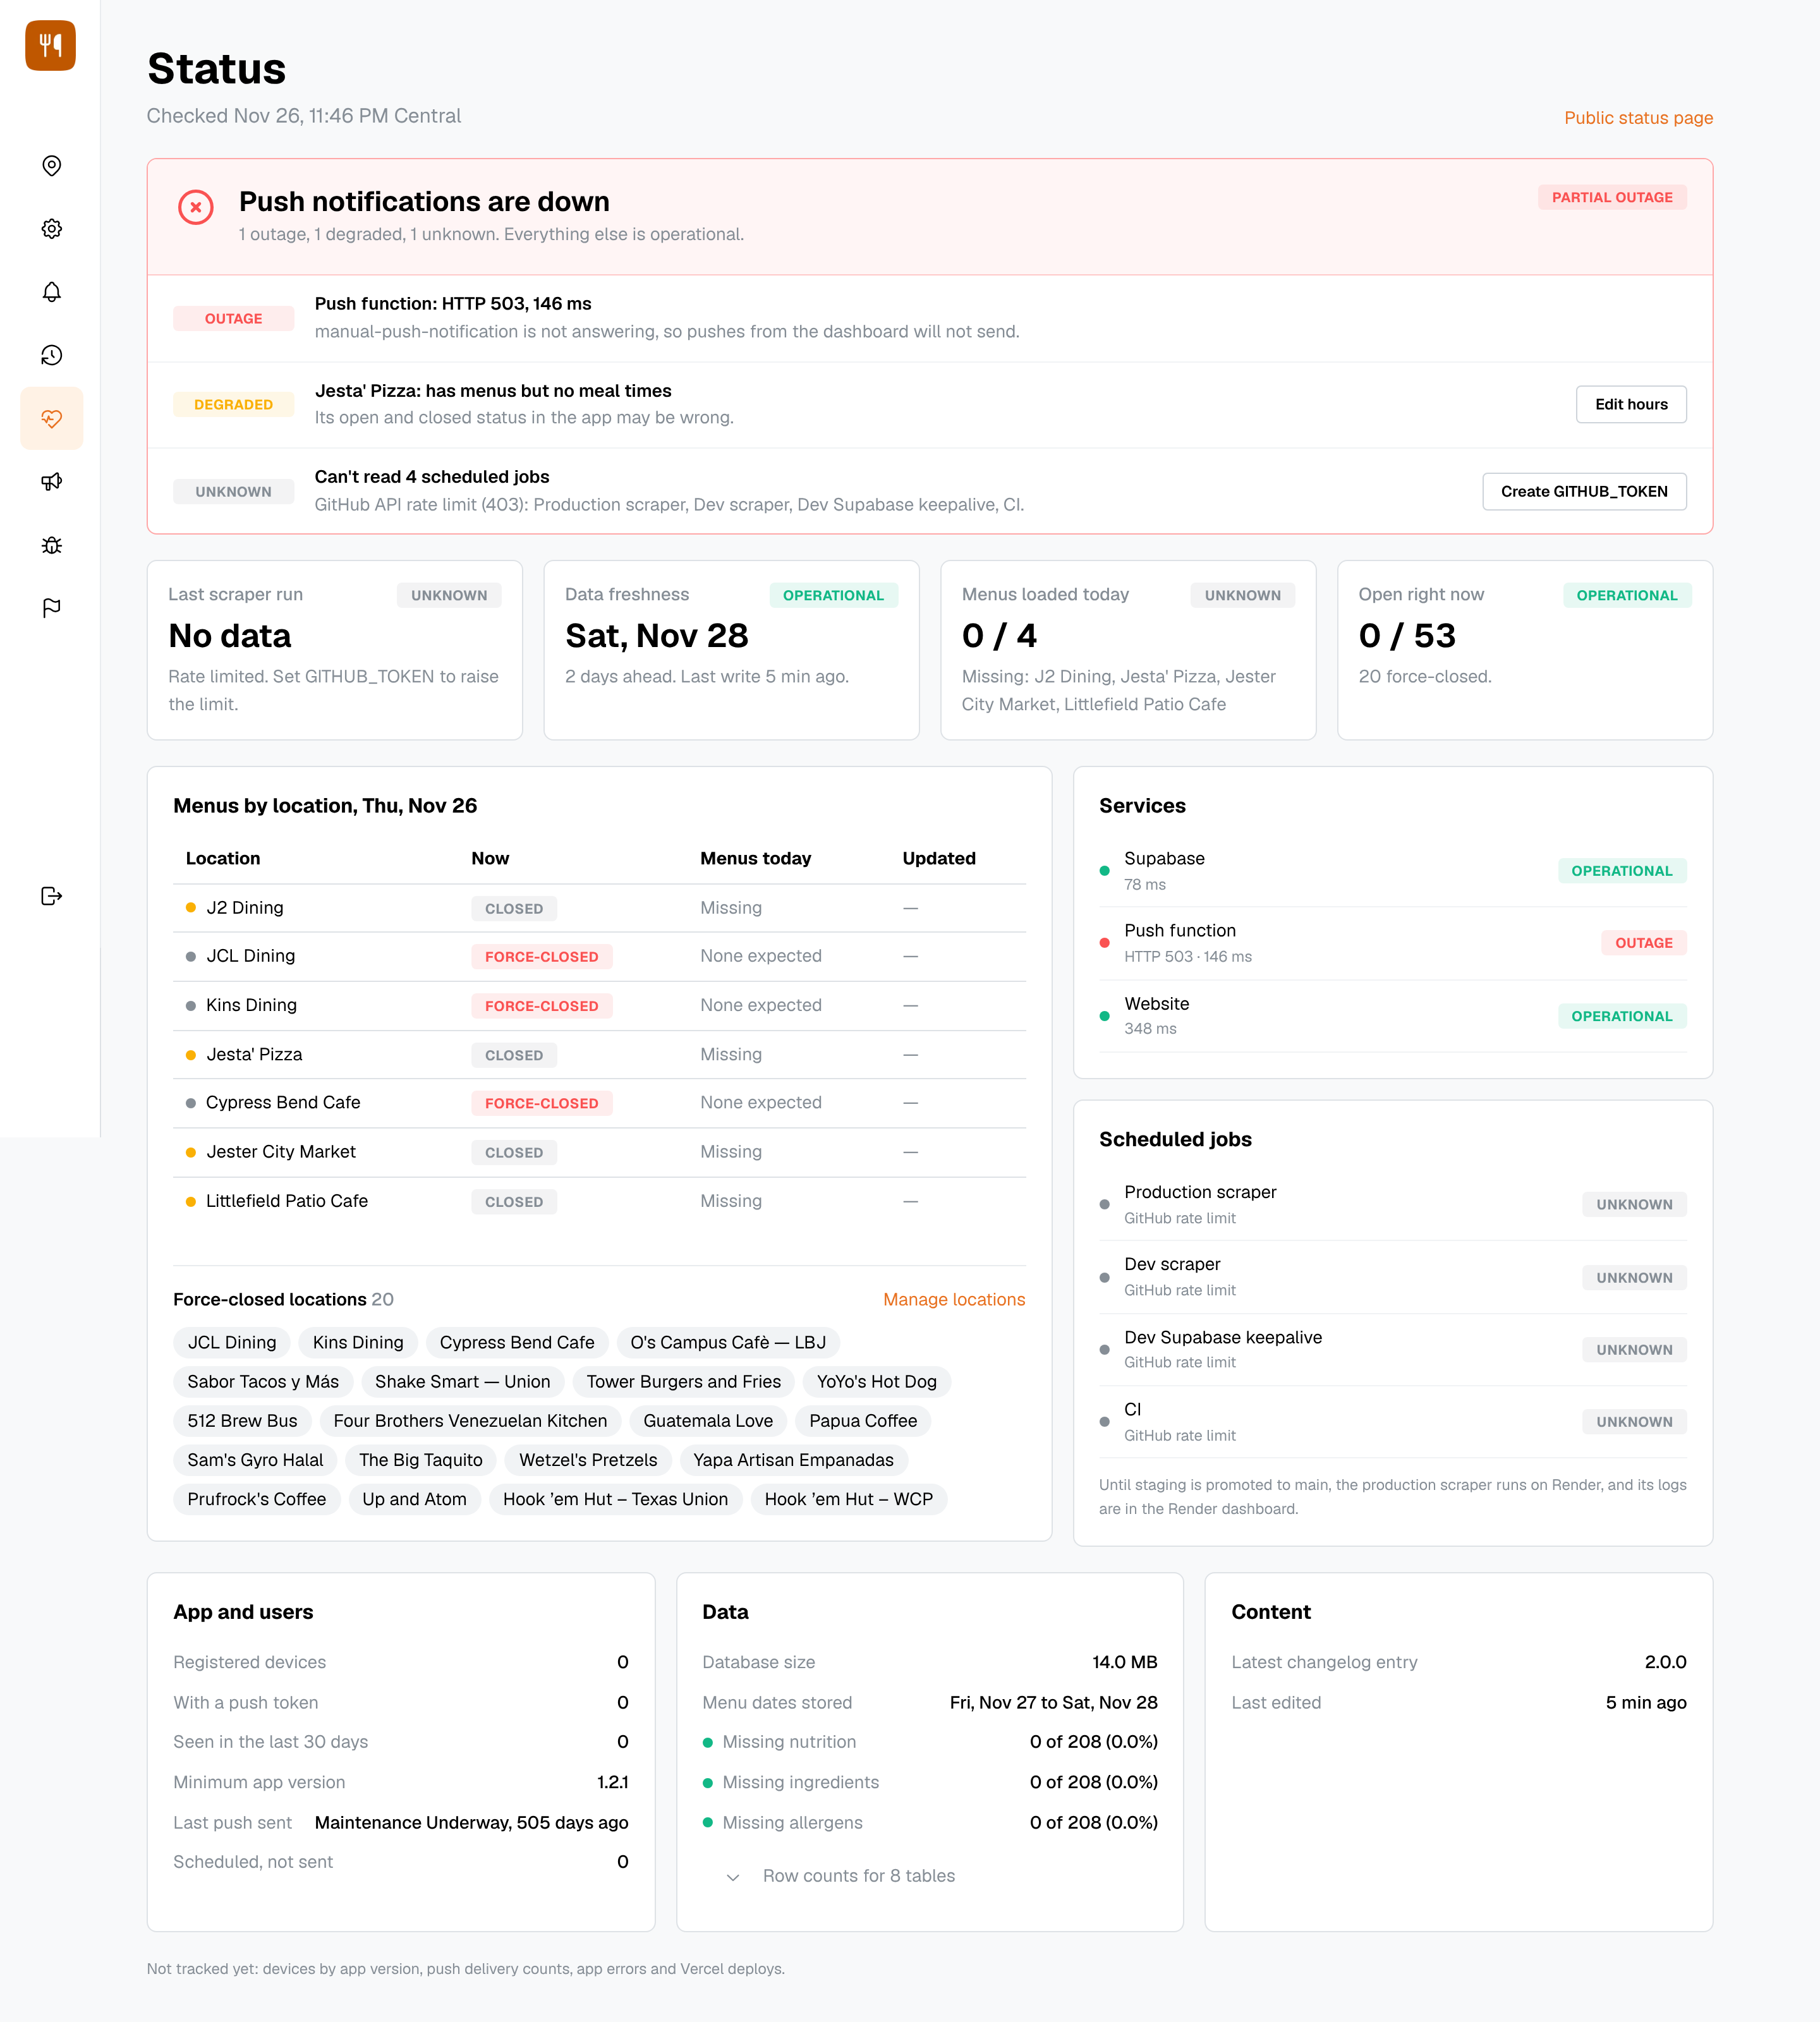 Status
Checked Nov 26, 11:46 PM Central
Public status page
Push notifications are down
PARTIAL OUTAGE
1 outage, 1 degraded, 1 unknown. Everything else is operational.
OUTAGE
Push function: HTTP 503, 146 ms
manual-push-notification is not answering, so pushes from the dashboard will not send.
DEGRADED
Jesta' Pizza: has menus but no meal times
Its open and closed status in the app may be wrong.
Edit hours
UNKNOWN
Can't read 4 scheduled jobs
GitHub API rate limit (403): Production scraper, Dev scraper, Dev Supabase keepalive, CI.
Create GITHUB_TOKEN
Last scraper run
UNKNOWN
No data
Rate limited. Set GITHUB_TOKEN to raise
the limit.
Data freshness
OPERATIONAL
Sat, Nov 28
2 days ahead. Last write 5 min ago.
Menus loaded today
UNKNOWN
0 / 4
Missing: J2 Dining, Jesta' Pizza, Jester
City Market, Littlefield Patio Cafe
Open right now
OPERATIONAL
0 / 53
20 force-closed.
Menus by location, Thu, Nov 26
Location Now Menus today Updated
J2 Dining CLOSED Missing —
JCL Dining FORCE-CLOSED None expected —
Kins Dining FORCE-CLOSED None expected —
Jesta' Pizza CLOSED Missing —
Cypress Bend Cafe FORCE-CLOSED None expected —
Jester City Market CLOSED Missing —
Littlefield Patio Cafe CLOSED Missing —
Force-closed locations 20
Manage locations
JCL Dining Kins Dining Cypress Bend Cafe O's Campus Cafè — LBJ
Sabor Tacos y Más Shake Smart — Union Tower Burgers and Fries YoYo's Hot Dog
512 Brew Bus Four Brothers Venezuelan Kitchen Guatemala Love Papua Coffee
Sam's Gyro Halal The Big Taquito Wetzel's Pretzels Yapa Artisan Empanadas
Prufrock's Coffee Up and Atom Hook ’em Hut – Texas Union Hook ’em Hut – WCP
Services
Supabase
78 ms
OPERATIONAL
Push function
HTTP 503 · 146 ms
OUTAGE
Website
348 ms
OPERATIONAL
Scheduled jobs
Production scraper
GitHub rate limit
UNKNOWN
Dev scraper
GitHub rate limit
UNKNOWN
Dev Supabase keepalive
GitHub rate limit
UNKNOWN
CI
GitHub rate limit
UNKNOWN
Until staging is promoted to main, the production scraper runs on Render, and its logs
are in the Render dashboard.
App and users
Registered devices 0
With a push token 0
Seen in the last 30 days 0
Minimum app version 1.2.1
Last push sent Maintenance Underway, 505 days ago
Scheduled, not sent 0
Data
Database size 14.0 MB
Menu dates stored Fri, Nov 27 to Sat, Nov 28
Missing nutrition 0 of 208 (0.0%)
Missing ingredients 0 of 208 (0.0%)
Missing allergens 0 of 208 (0.0%)
Row counts for 8 tables
Content
Latest changelog entry 2.0.0
Last edited 5 min ago
Not tracked yet: devices by app version, push delivery counts, app errors and Vercel deploys.